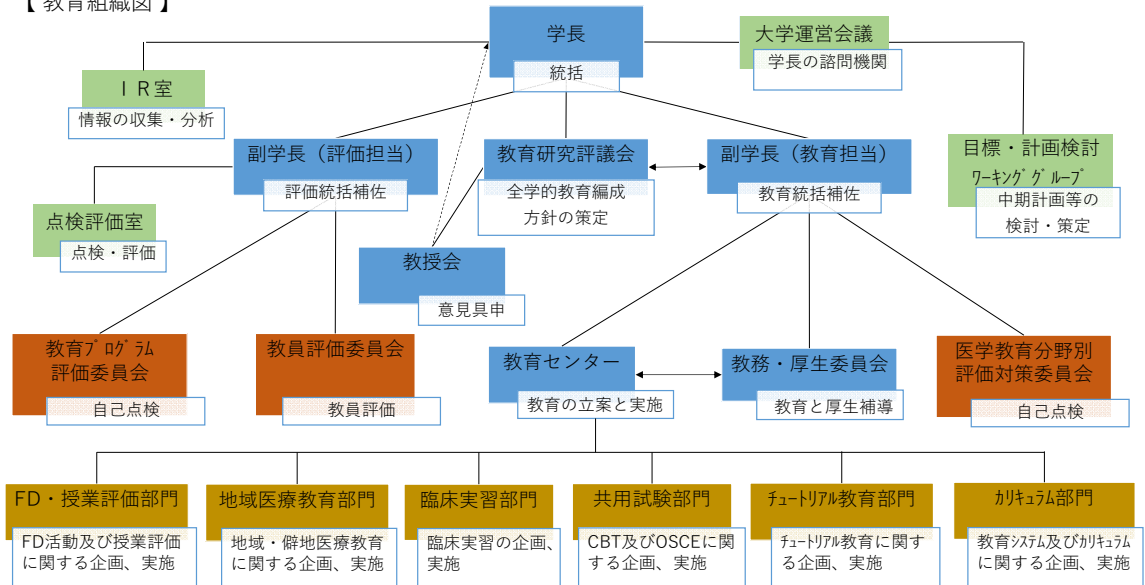 【 教育組織図 】
学長
統括
大学運営会議
学長の諮問機関
ＩＲ室
情報の収集・分析
副学長（評価担当）
評価統括補佐
教育研究評議会
全学的教育編成
方針の策定
副学長（教育担当）
教育統括補佐
目標・計画検討
ﾜｰｷﾝｸﾞｸﾞﾙｰﾌﾟ
中期計画等の
検討・策定
点検評価室
点検・評価
教授会
意見具申
教育ﾌﾟﾛｸﾞﾗﾑ
評価委員会
自己点検
教員評価委員会
教員評価
教育センター
教育の立案と実施
教務・厚生委員会
教育と厚生補導
医学教育分野別
評価対策委員会
自己点検
FD・授業評価部門
FD活動及び授業評価
に関する企画、実施
地域医療教育部門
地域・僻地医療教育
に関する企画、実施
臨床実習部門
臨床実習の企画、
実施
共用試験部門
CBT及びOSCEに関
する企画、実施
ﾁｭｰﾄﾘｱﾙ教育部門
ﾁｭｰﾄﾘｱﾙ教育に関す
る企画、実施
ｶﾘｷｭﾗﾑ部門
教育ｼｽﾃﾑ及びｶﾘｷｭﾗﾑ
に関する企画、実施